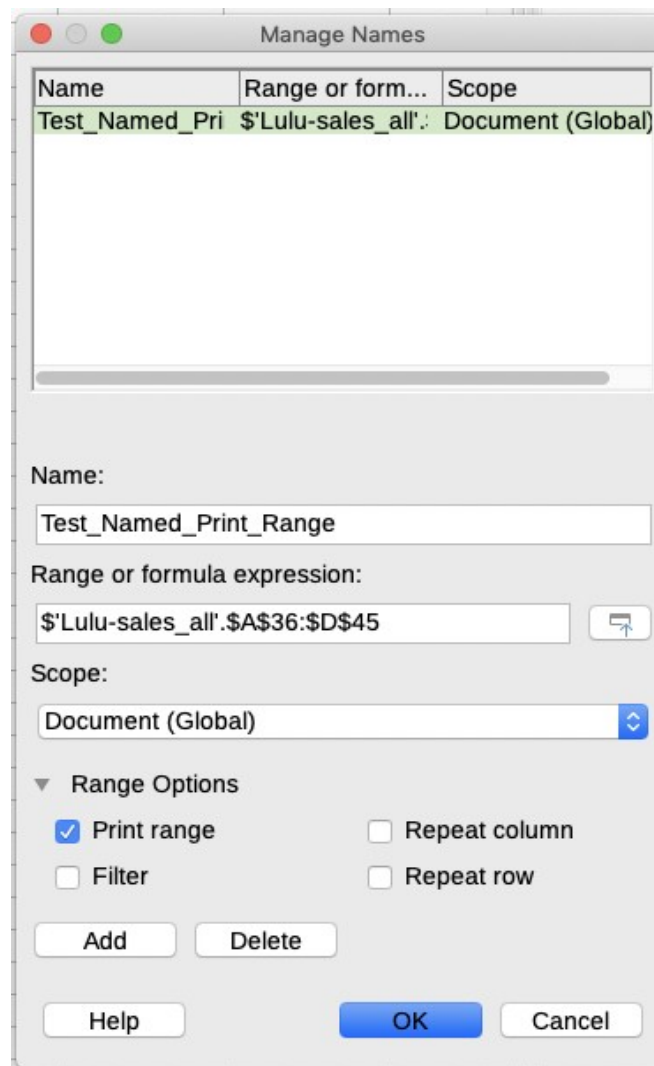 Manage Names
Name Range or form... Scope
Test_Named_Pri $'Lulu-sales_all'. Document (Global)
Name:
Test_Named_Print_Range
Range or formula expression:
$'Lulu-sales_all'.$A$36:$D$45
Scope:
Document (Global)
Range Options
Print range Repeat column
Filter Repeat row
Add Delete
Help OK Cancel